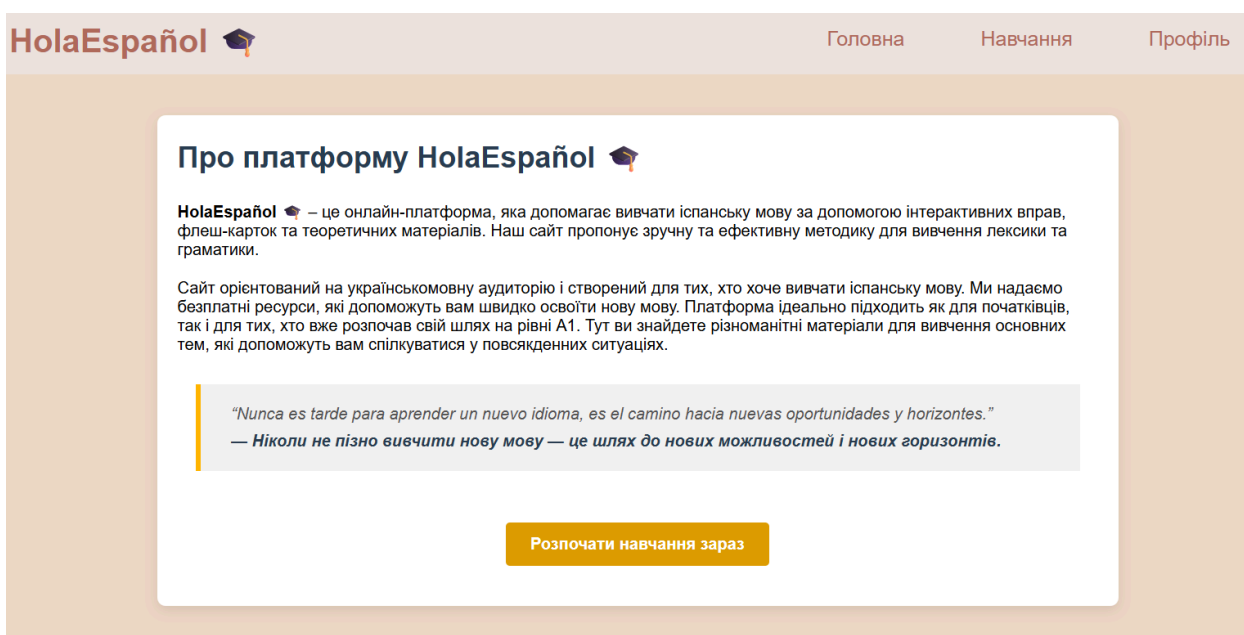 HolaEspañol 🎓 Головна Навчання Профіль
Про платформу HolaEspañol 🎓
HolaEspañol 🎓 – це онлайн-платформа, яка допомагає вивчати іспанську мову за допомогою інтерактивних вправ,
флеш-карток та теоретичних матеріалів. Наш сайт пропонує зручну та ефективну методику для вивчення лексики та
граматики.
Сайт орієнтований на українськомовну аудиторію і створений для тих, хто хоче вивчати іспанську мову. Ми надаємо
безплатні ресурси, які допоможуть вам швидко освоїти нову мову. Платформа ідеально підходить як для початківців,
так і для тих, хто вже розпочав свій шлях на рівні А1. Тут ви знайдете різноманітні матеріали для вивчення основних
тем, які допоможуть вам спілкуватися у повсякденних ситуаціях.
“Nunca es tarde para aprender un nuevo idioma, es el camino hacia nuevas oportunidades y horizontes.”
— Ніколи не пізно вивчити нову мову — це шлях до нових можливостей і нових горизонтів.
Розпочати навчання зараз